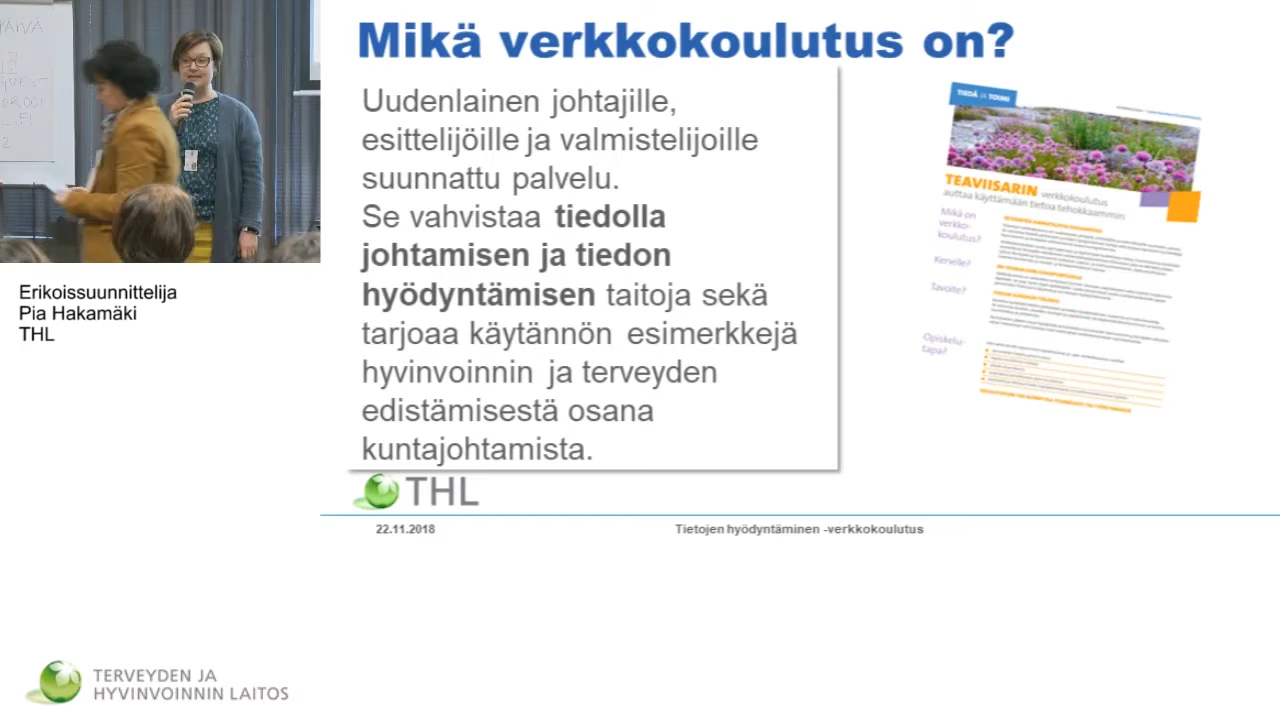 Mikä verkkokoulutus on?
Uudenlainen johtajille,
esittelijöille ja valmistelijoille
suunnattu palvelu.
Se vahvistaa tiedolla
johtamisen ja tiedon
hyödyntämisen taitoja sekä
tarjoaa käytännön esimerkkejä
hyvinvoinnin ja terveyden
edistämisestä osana
kuntajohtamista.
TIEDÄ JA TOIMI
TEAVIISARIN verkkokoulutus
auttaa käyttämään tietoa tehokkaammin
Mikä on
verkko-
koulutus?
Kenelle?
Tavoite?
Opiskelu-
tapa?
THL
22.11.2018
Tietojen hyödyntäminen -verkkokoulutus
Erikoissuunnittelija
Pia Hakamäki
THL
TERVEYDEN JA
HYVINVOINNIN LAITOS